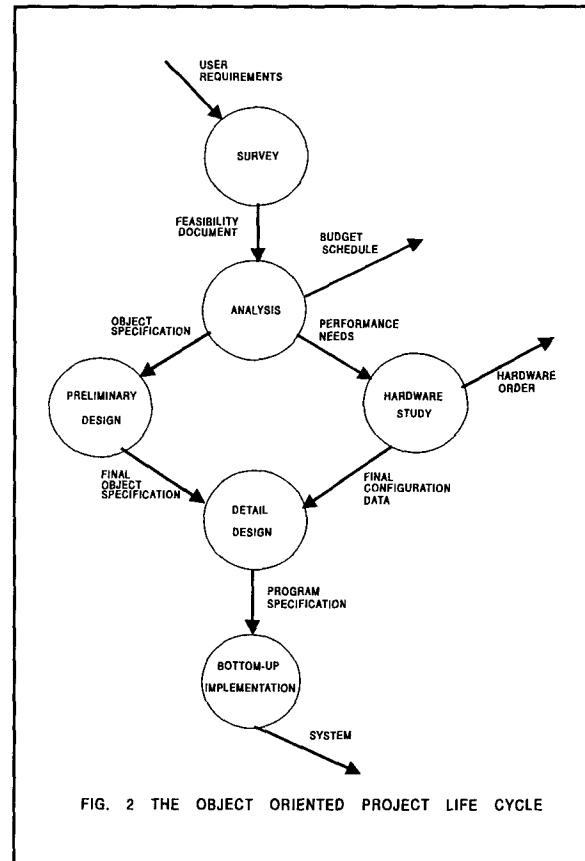 USER
REQUIREMENTS
SURVEY
FEASIBILITY
DOCUMENT
BUDGET
SCHEDULE
ANALYSIS
OBJECT
SPECIFICATION
PERFORMANCE
NEEDS
HARDWARE
ORDER
PRELIMINARY
DESIGN
HARDWARE
STUDY
FINAL
OBJECT
SPECIFICATION
FINAL
CONFIGURATION
DATA
DETAIL
DESIGN
PROGRAM
SPECIFICATION
BOTTOM-UP
IMPLEMENTATION
SYSTEM
FIG. 2 THE OBJECT ORIENTED PROJECT LIFE CYCLE